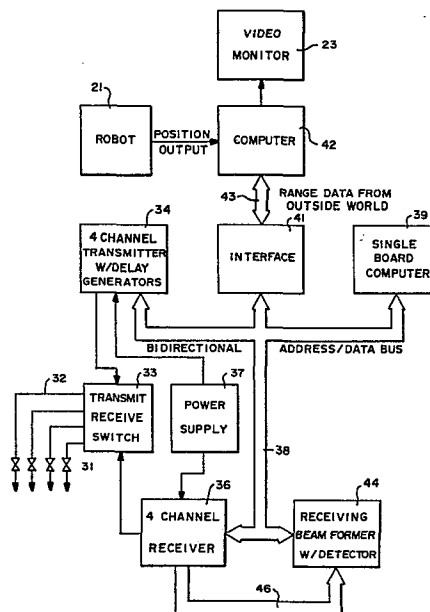 VIDEO
MONITOR
23
21
ROBOT
POSITION
OUTPUT
COMPUTER
42
43
RANGE DATA FROM
OUTSIDE WORLD
34
4 CHANNEL
TRANSMITTER
W/DELAY
GENERATORS
41
INTERFACE
39
SINGLE
BOARD
COMPUTER
BIDIRECTIONAL
ADDRESS/DATA BUS
32
33
TRANSMIT
RECEIVE
SWITCH
37
POWER
SUPPLY
31
38
36
4 CHANNEL
RECEIVER
44
RECEIVING
BEAM FORMER
W/DETECTOR
46